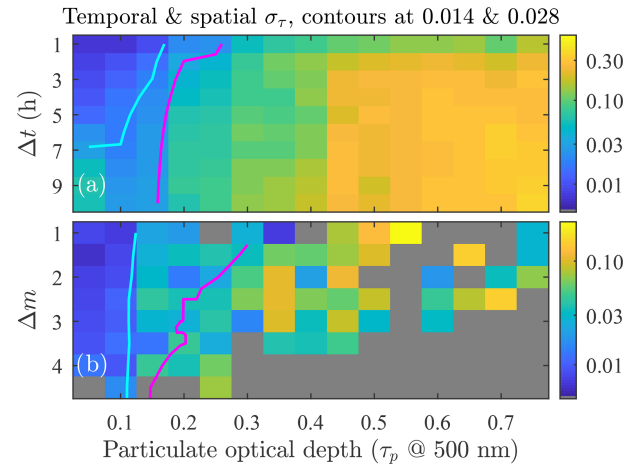 Temporal & spatial στ, contours at 0.014 & 0.028
1
3
5
7
9
Δt (h)
(a)
0.30
0.10
0.03
0.01
1
2
3
4
Δm
(b)
0.10
0.03
0.01
0.1 0.2 0.3 0.4 0.5 0.6 0.7
Particulate optical depth (τp @ 500 nm)